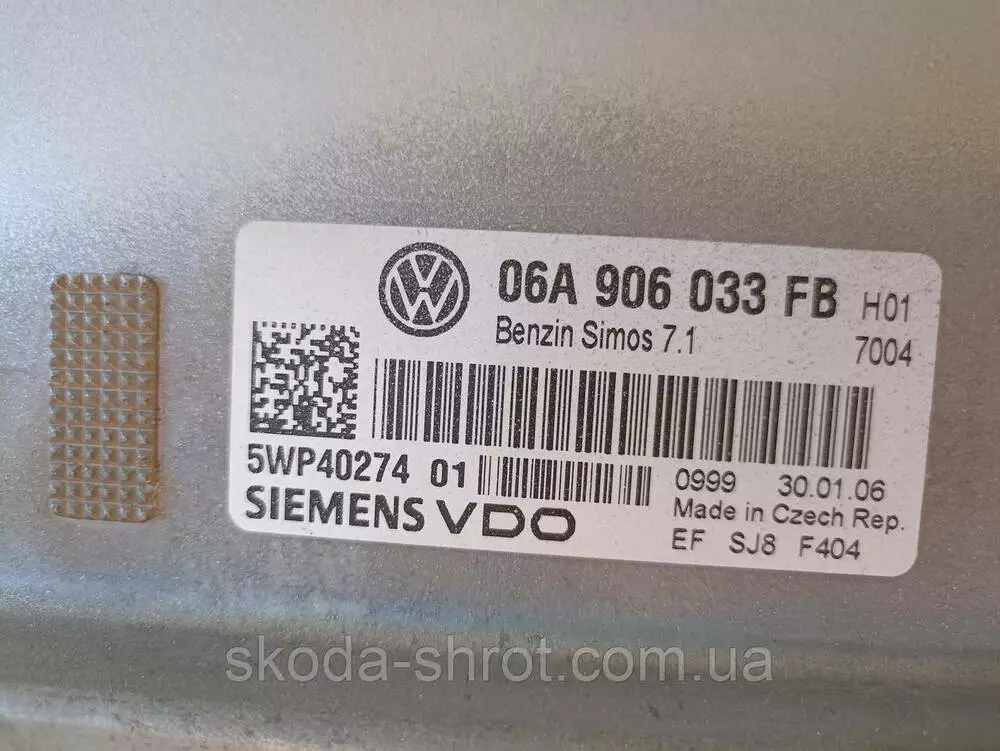 06A 906 033 FB H01
Benzin Simos 7.1 7004
5WP40274 01
0999 30.01.06
SIEMENS VDO
Made in Czech Rep.
EF SJ8 F404
skoda-shrot.com.ua